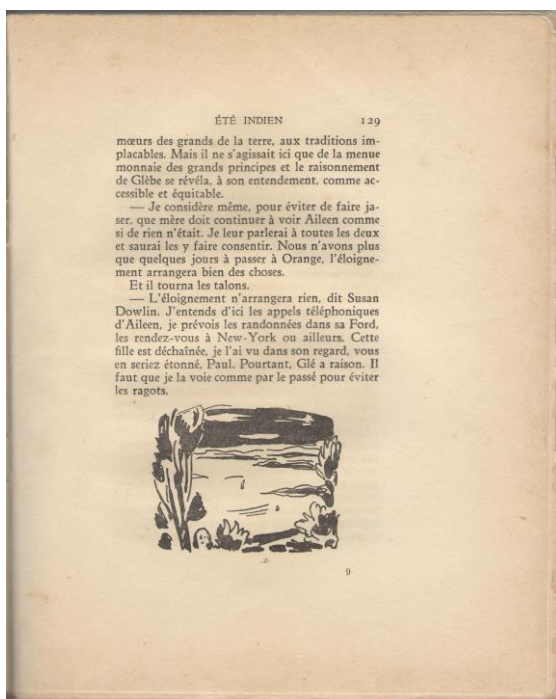 ÉTÉ INDIEN 129
mœurs des grands de la terre, aux traditions im-
placables. Mais il ne s'agissait ici que de la menue
monnaie des grands principes et le raisonnement
de Glèbe se révéla, à son entendement, comme ac-
cessible et équitable.
— Je considère même, pour éviter de faire ja-
ser, que mère doit continuer à voir Aileen comme
si de rien n'était. Je leur parlerai à toutes les deux
et saurai les y faire consentir. Nous n'avons plus
que quelques jours à passer à Orange, l'éloigne-
ment arrangera bien des choses.
Et il tourna les talons.
— L'éloignement n'arrangera rien, dit Susan
Dowlin. J'entends d'ici les appels téléphoniques
d'Aileen, je prévois les randonnées dans sa Ford,
les rendez-vous à New-York ou ailleurs. Cette
fille est déchaînée, je l'ai vu dans son regard, vous
en seriez étonné, Paul. Pourtant, Glé a raison. Il
faut que je la voie comme par le passé pour éviter
les ragots.
9